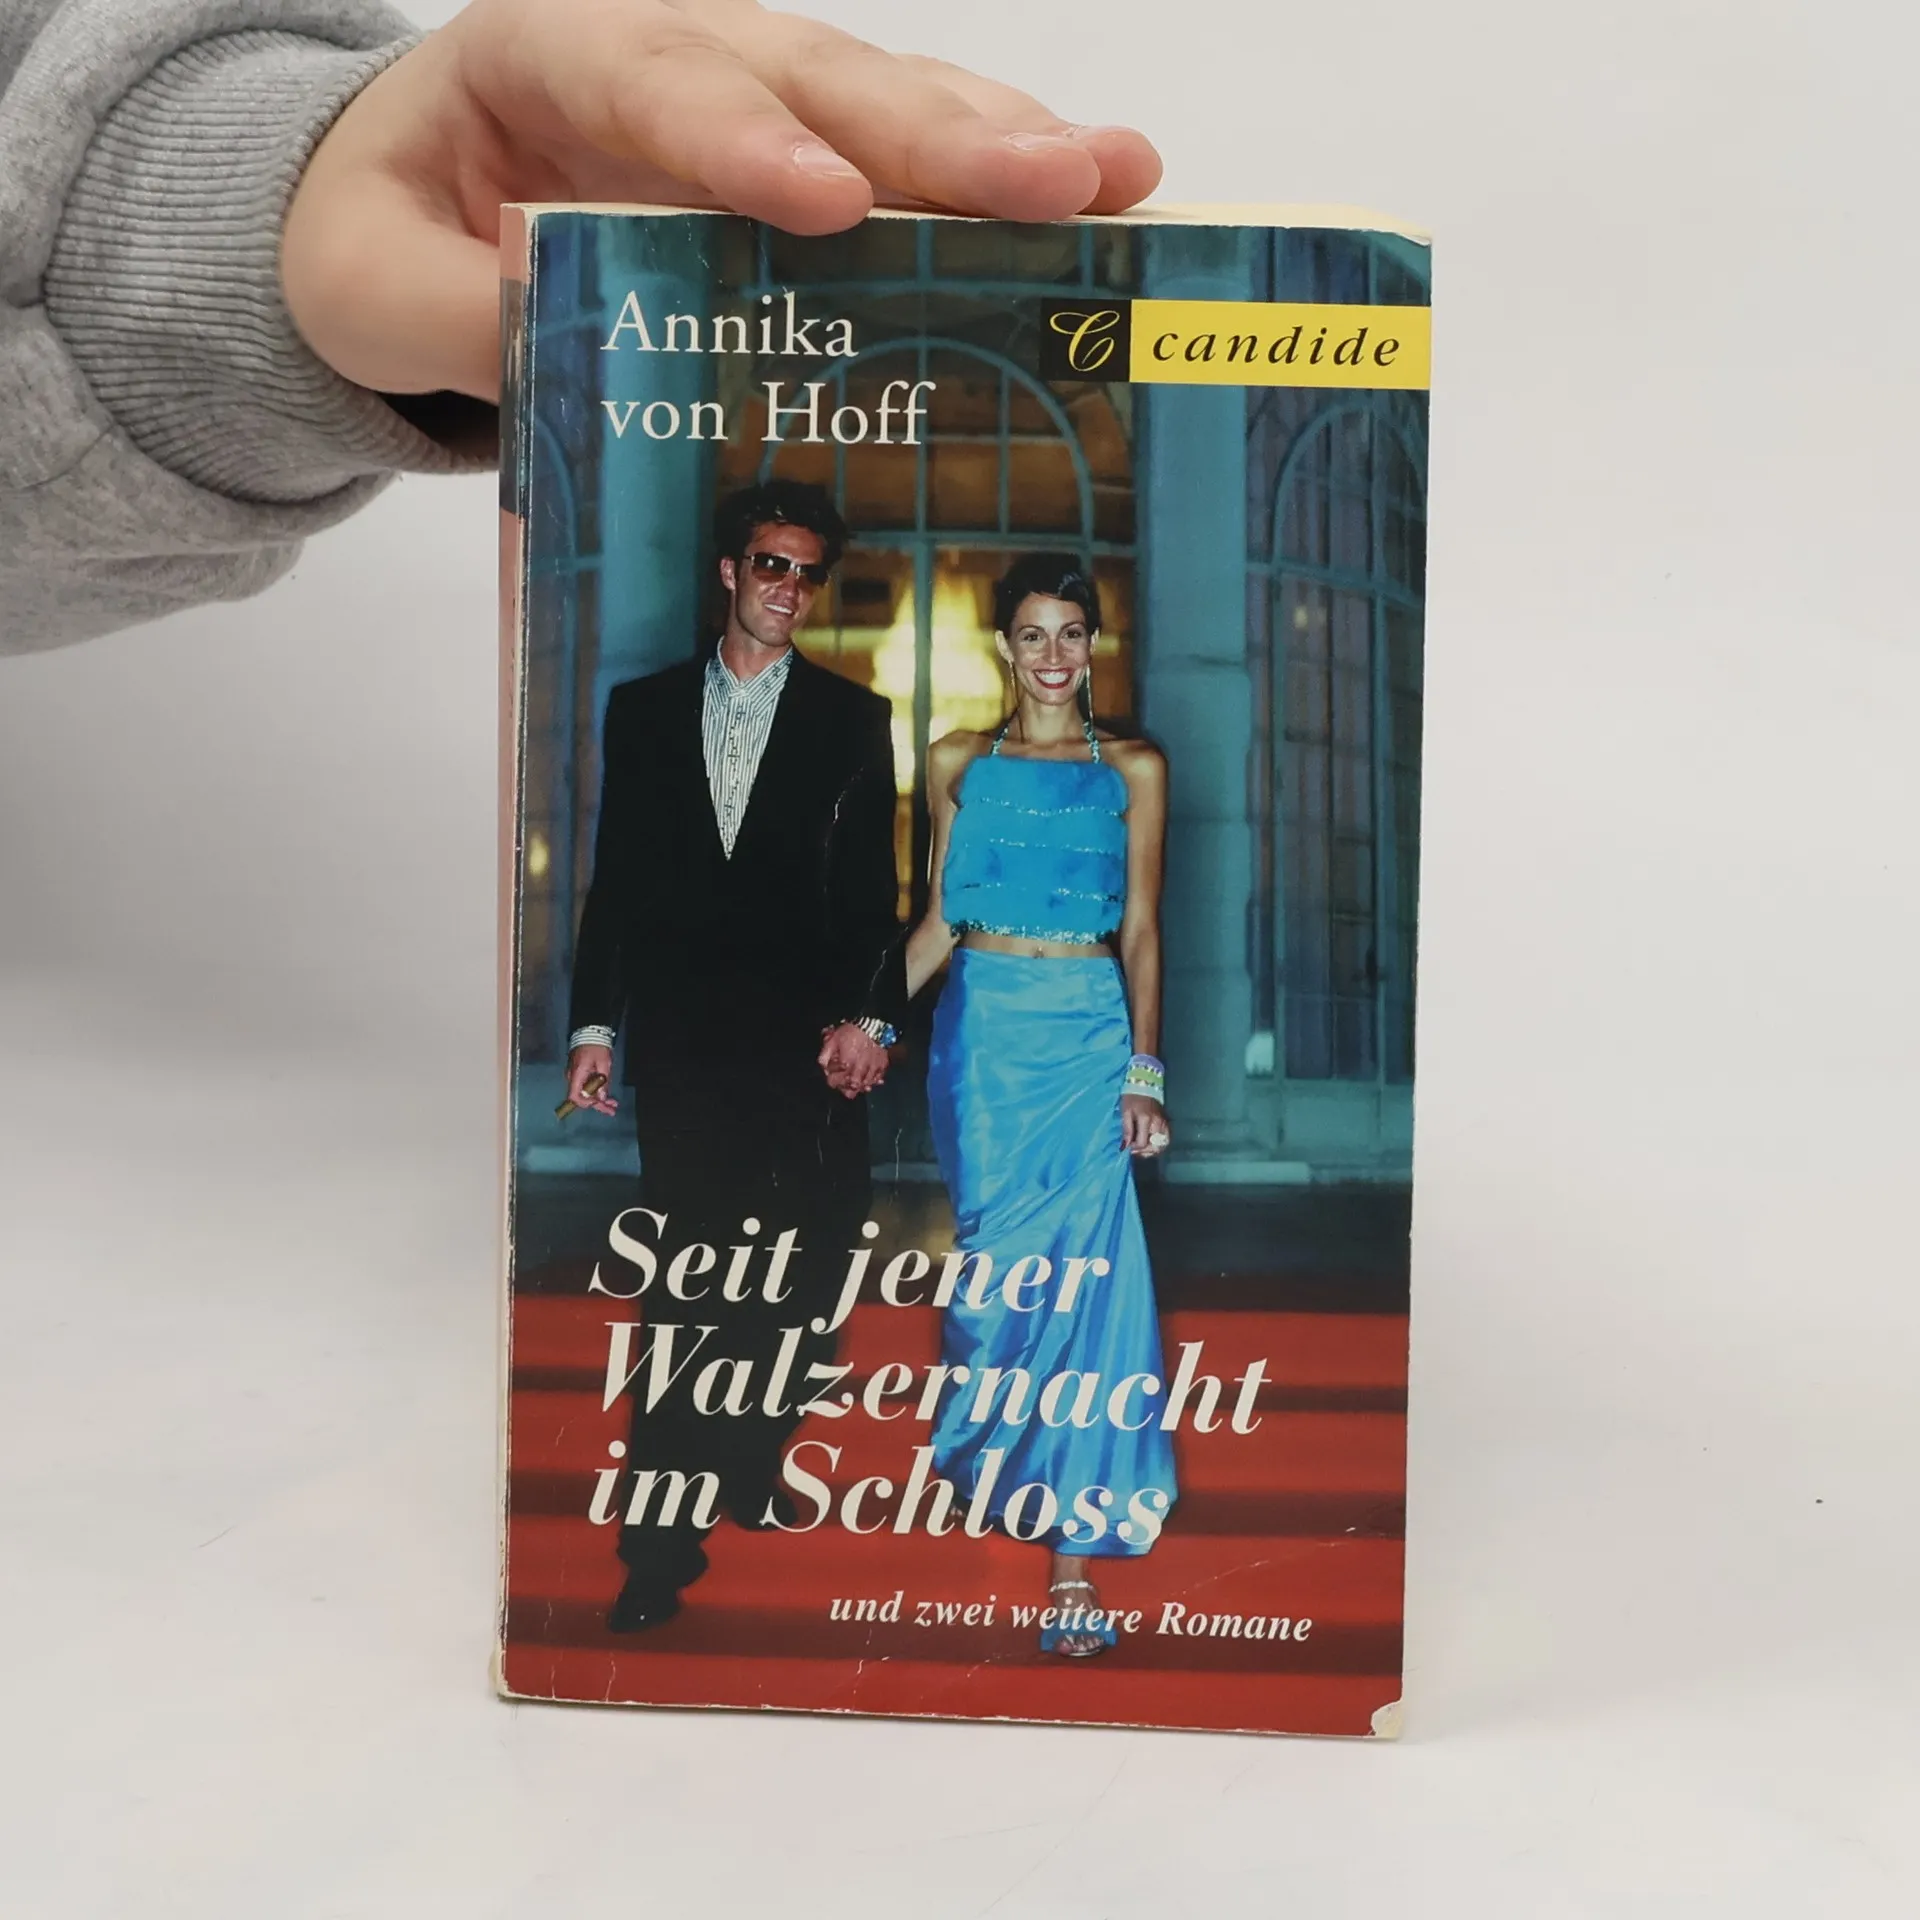 Annika
von Hoff
C candide
Seit jener
Walzernacht
im Schloss
und zwei weitere Romane